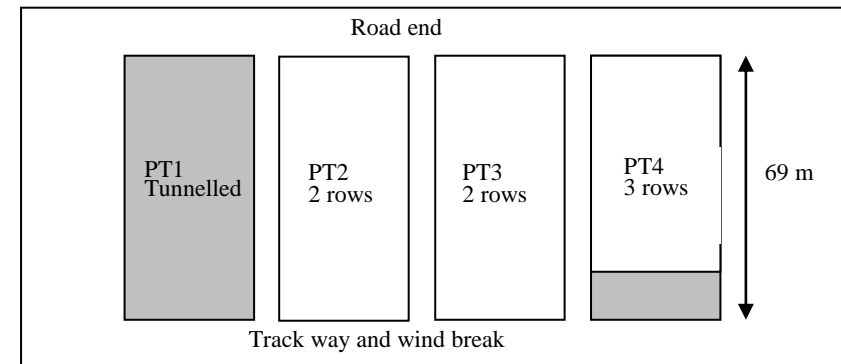 Road end
PT1
Tunnelled
PT2
2 rows
PT3
2 rows
PT4
3 rows
69 m
Track way and wind break